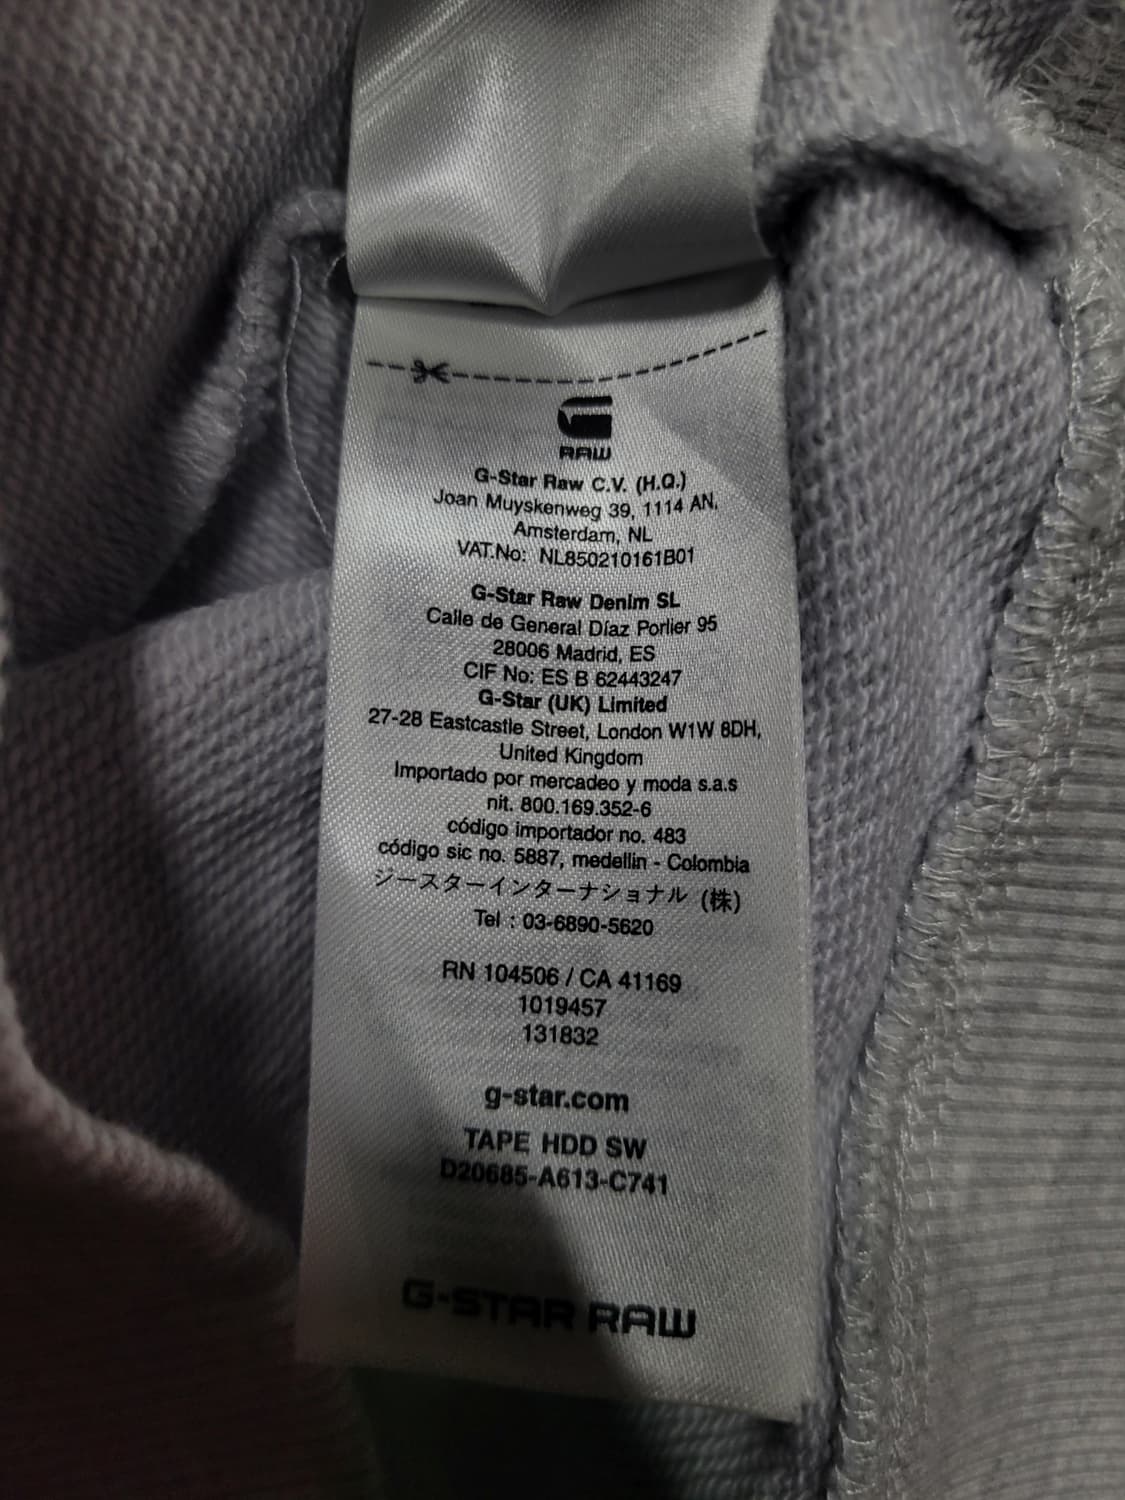 RAW
G-Star Raw C.V. (H.Q.)
Joan Muyskenweg 39, 1114 AN,
Amsterdam, NL
VAT.No: NL850210161B01
G-Star Raw Denim SL
Calle de General Díaz Porlier 95
28006 Madrid, ES
CIF No: ES B 62443247
G-Star (UK) Limited
27-28 Eastcastle Street, London W1W 8DH,
United Kingdom
Importado por mercadeo y moda s.a.s
nit. 800.169.352-6
código importador no. 483
código sic no. 5887, medellin - Colombia
ジースターインターナショナル (株)
Tel : 03-6890-5620
RN 104506 / CA 41169
1019457
131832
g-star.com
TAPE HDD SW
D20685-A613-C741
G-STAR RAW